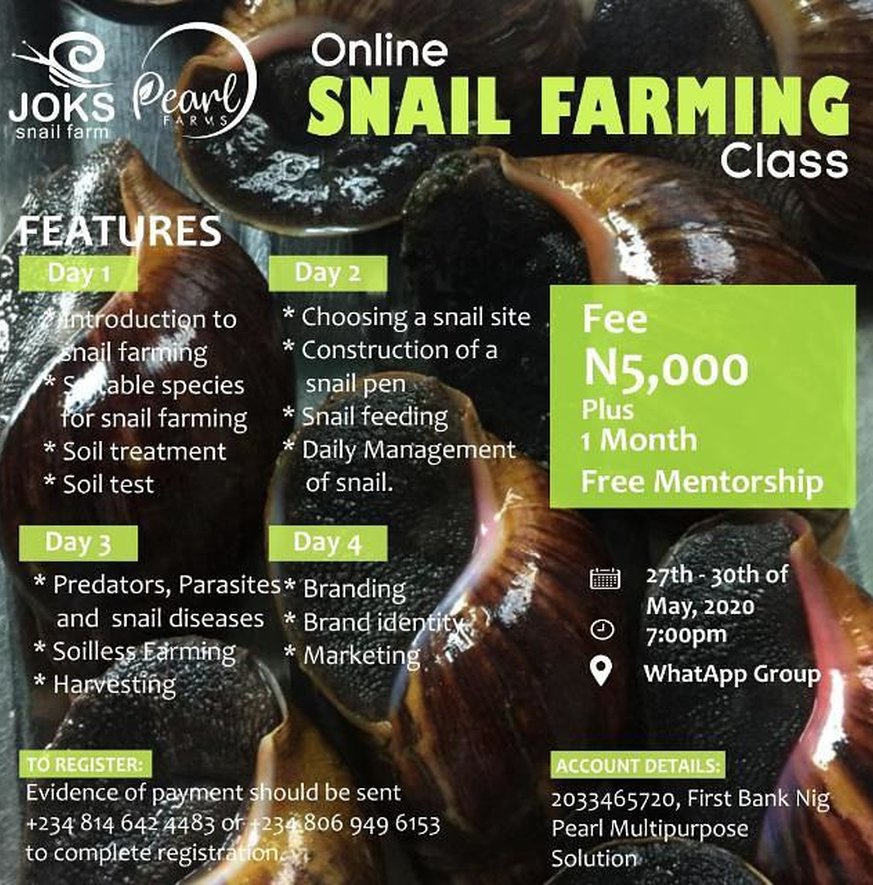 JOKS
snail farm
Pearl
FARMS
Online
SNAIL FARMING
Class
FEATURES
Day 1
* Introduction to
snail farming
* Suitable species
for snail farming
* Soil treatment
* Soil test
Day 2
* Choosing a snail site
* Construction of a
snail pen
* Snail feeding
* Daily Management
of snail.
Fee
N5,000
Plus
1 Month
Free Mentorship
Day 3
* Predators, Parasites
and snail diseases
* Soilless Farming
* Harvesting
Day 4
* Branding
* Brand identity
* Marketing
27th - 30th of
May, 2020
7:00pm
WhatApp Group
TO REGISTER:
Evidence of payment should be sent
+234 814 642 4483 or +234 806 949 6153
to complete registration.
ACCOUNT DETAILS:
2033465720, First Bank Nig
Pearl Multipurpose
Solution